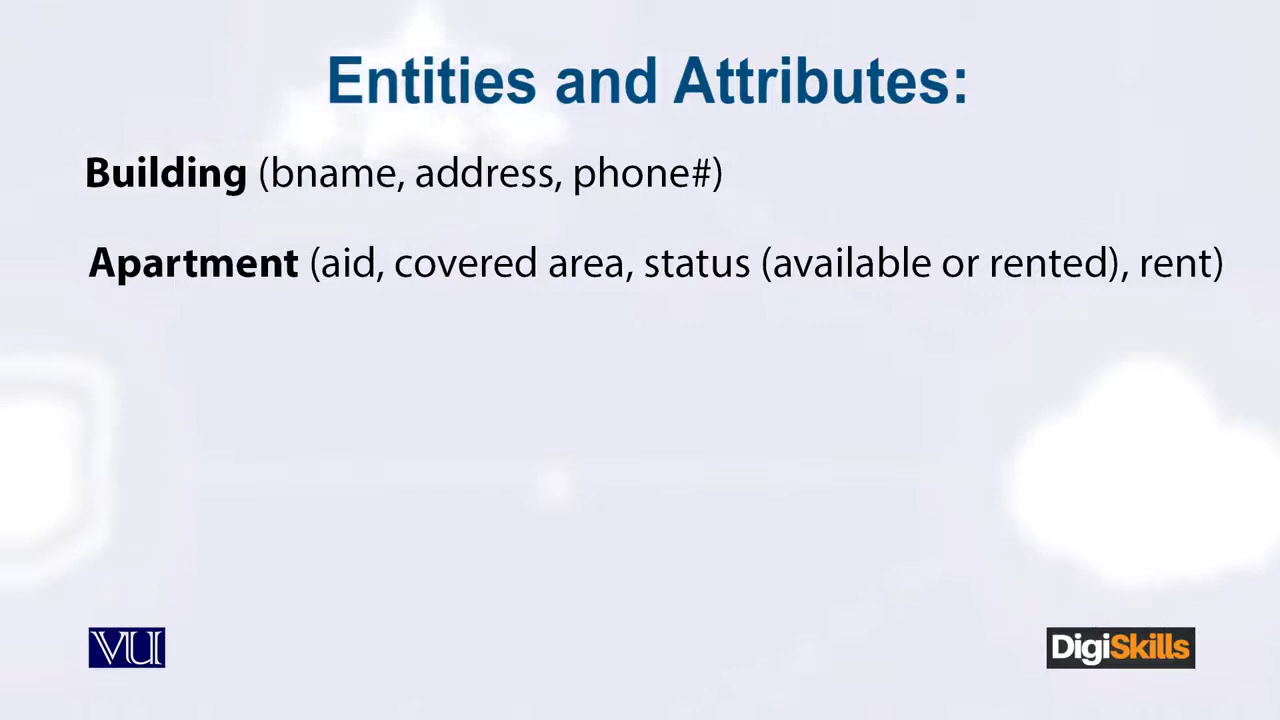 Entities and Attributes:
Building (bname, address, phone#)
Apartment (aid, covered area, status (available or rented), rent)
VU
DigiSkills